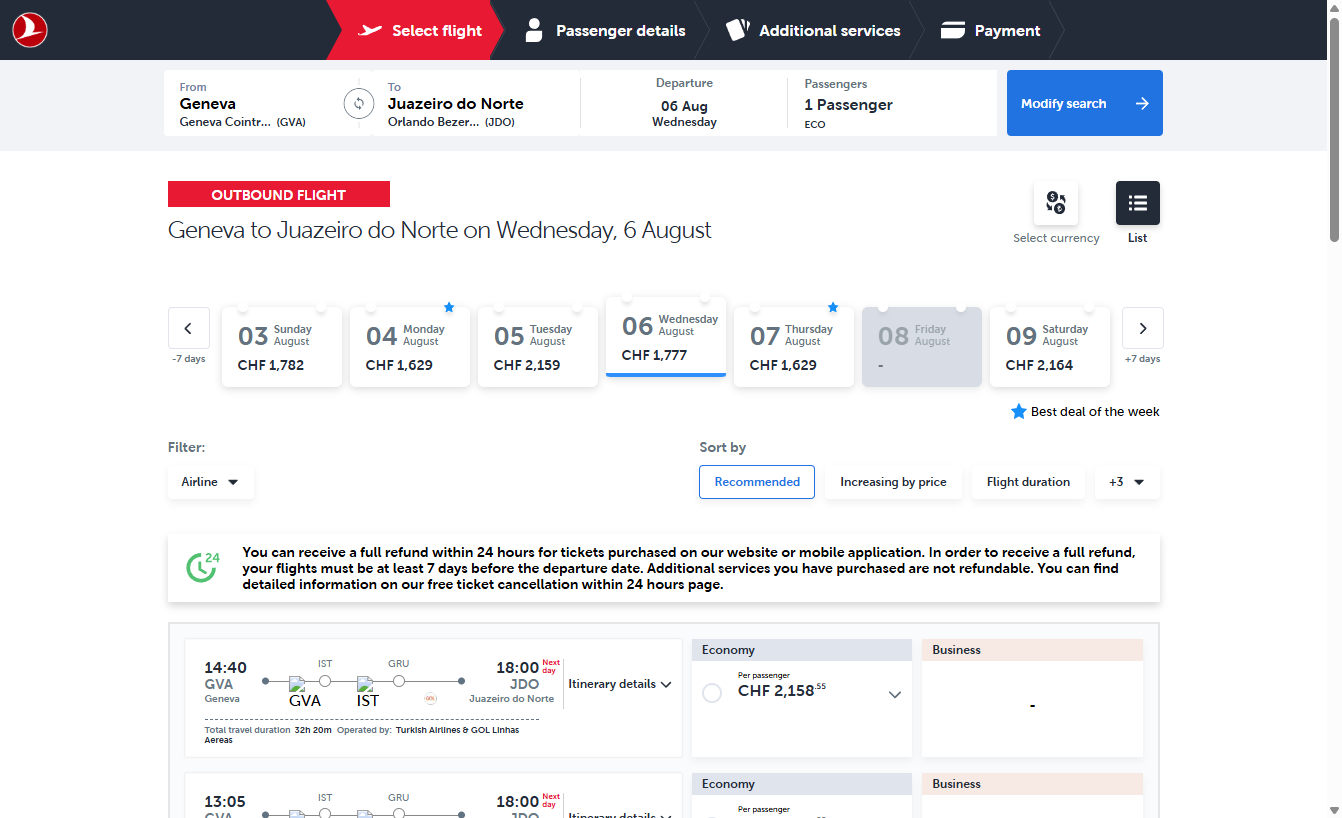 Select flight
Passenger details
Additional services
Payment
From
Geneva
Geneva Cointr... (GVA)
To
Juazeiro do Norte
Orlando Bezer... (JDO)
Departure
06 Aug
Wednesday
Passengers
1 Passenger
ECO
Modify search
OUTBOUND FLIGHT
Geneva to Juazeiro do Norte on Wednesday, 6 August
Select currency
List
-7 days
03 Sunday August
CHF 1,782
04 Monday August
CHF 1,629
05 Tuesday August
CHF 2,159
06 Wednesday August
CHF 1,777
07 Thursday August
CHF 1,629
08 Friday August
-
09 Saturday August
CHF 2,164
+7 days
Best deal of the week
Filter:
Airline
Sort by
Recommended
Increasing by price
Flight duration
+3
24
You can receive a full refund within 24 hours for tickets purchased on our website or mobile application. In order to receive a full refund,
your flights must be at least 7 days before the departure date. Additional services you have purchased are not refundable. You can find
detailed information on our free ticket cancellation within 24 hours page.
14:40
GVA
Geneva
IST
GRU
GVA
IST
18:00 Next day
JDO
Juazeiro do Norte
Itinerary details
Total travel duration 32h 20m Operated by: Turkish Airlines & GOL Linhas
Aereas
Economy
Per passenger
CHF 2,158.55
Business
-
13:05
GVA
IST
GRU
18:00 Next day
JDO
Itinerary details
Economy
Per passenger
Business